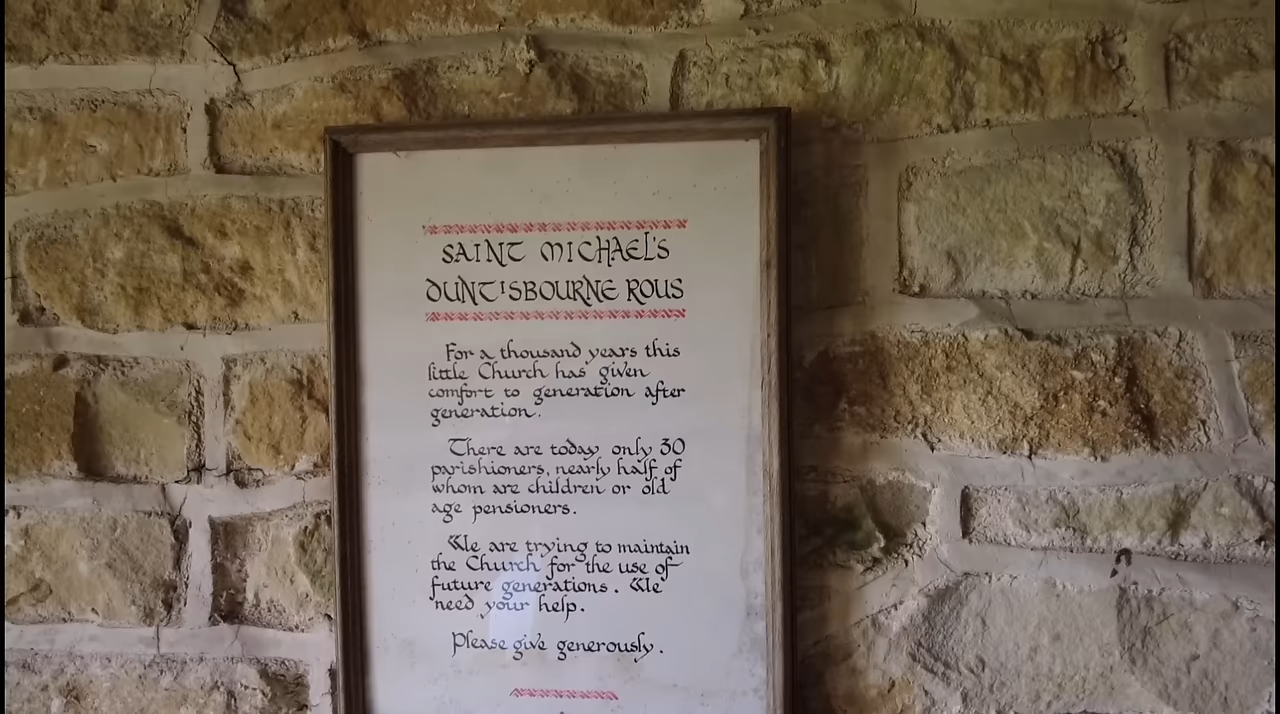 SAINT MICHAEL'S
DUNTISBOURNE ROUS
For a thousand years this
little Church has given
comfort to generation after
generation.
There are today only 30
parishioners, nearly half of
whom are children or old
age pensioners.
We are trying to maintain
the Church for the use of
future generations. We
need your help.
Please give generously.